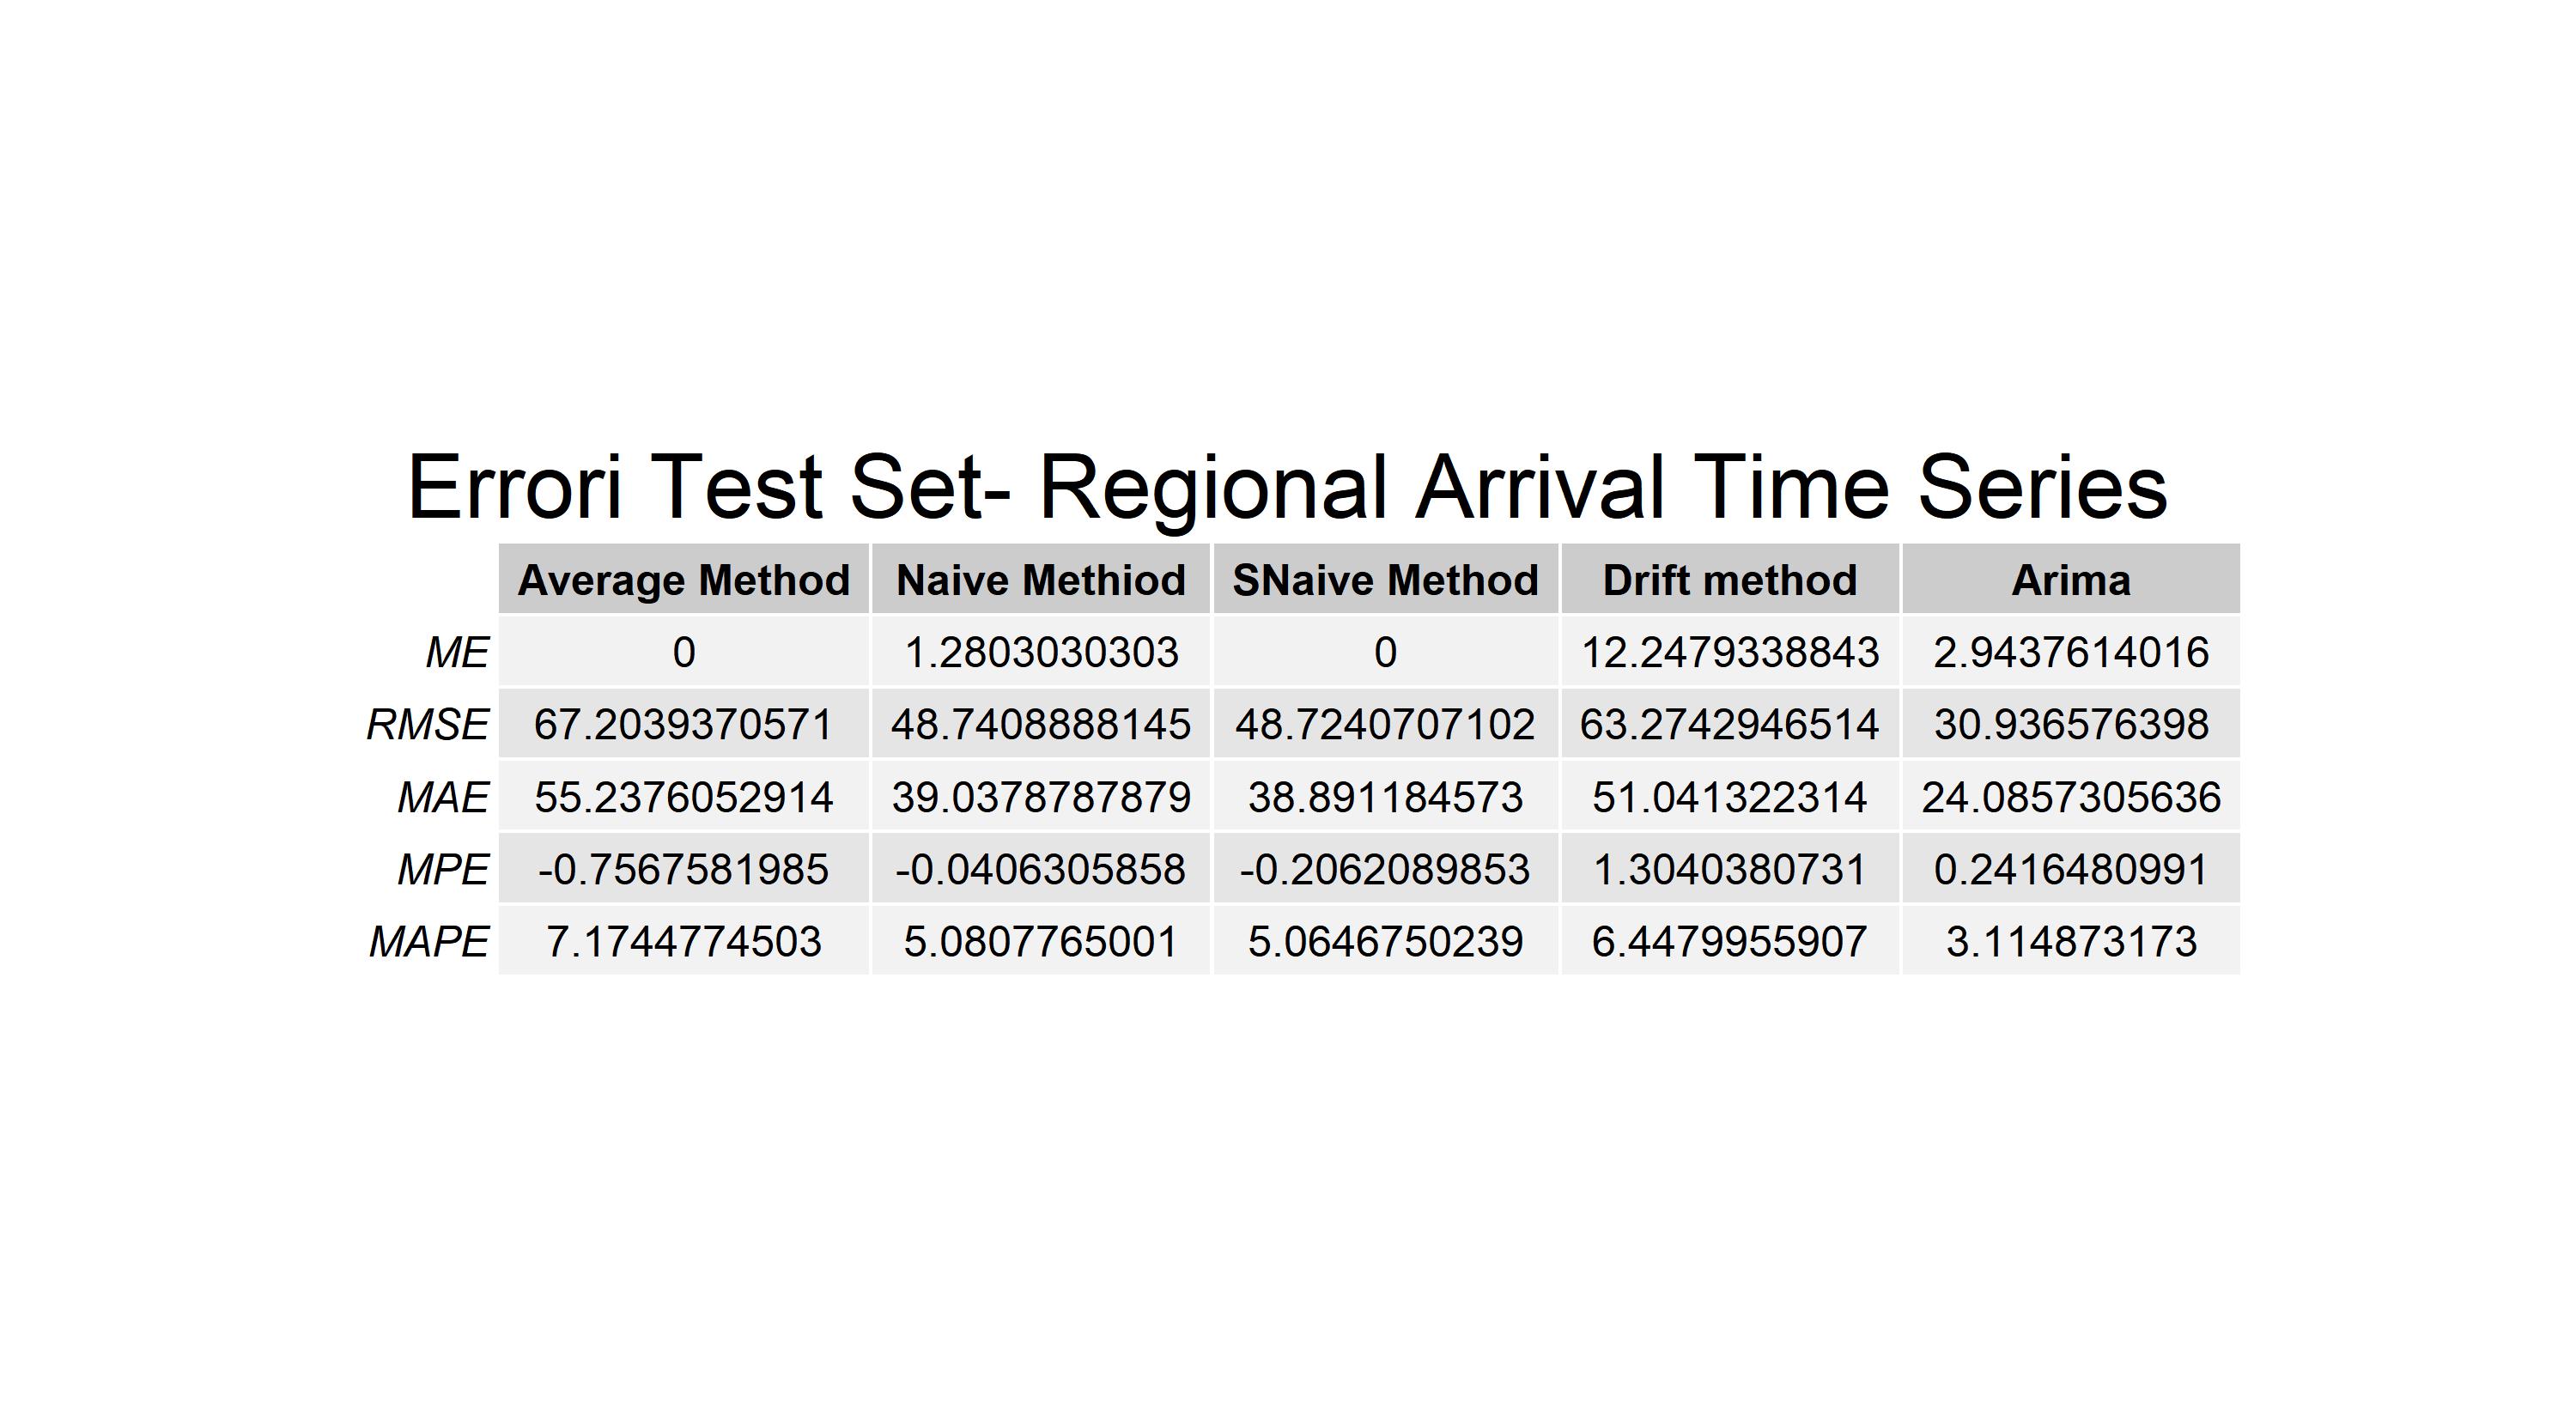 Errori Test Set- Regional Arrival Time Series
Average Method Naive Methiod SNaive Method Drift method Arima
ME 0 1.2803030303 0 12.2479338843 2.9437614016
RMSE 67.2039370571 48.7408888145 48.7240707102 63.2742946514 30.936576398
MAE 55.2376052914 39.0378787879 38.891184573 51.041322314 24.0857305636
MPE -0.7567581985 -0.0406305858 -0.2062089853 1.3040380731 0.2416480991
MAPE 7.1744774503 5.0807765001 5.0646750239 6.4479955907 3.114873173